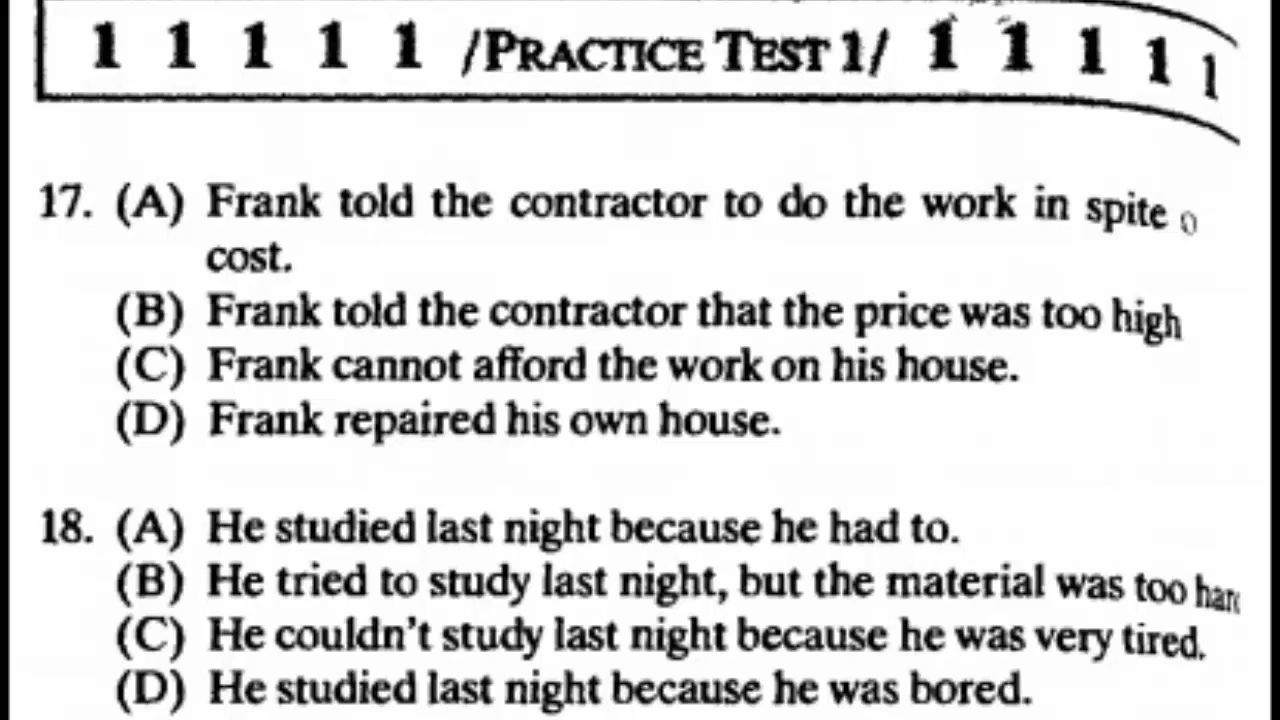 1 1 1 1 1 /PRACTICE TEST 1/ 1 1 1 1 1
17. (A) Frank told the contractor to do the work in spite
cost.
(B) Frank told the contractor that the price was too high
(C) Frank cannot afford the work on his house.
(D) Frank repaired his own house.
18. (A) He studied last night because he had to.
(B) He tried to study last night, but the material was too
(C) He couldn't study last night because he was very tired.
(D) He studied last night because he was bored.